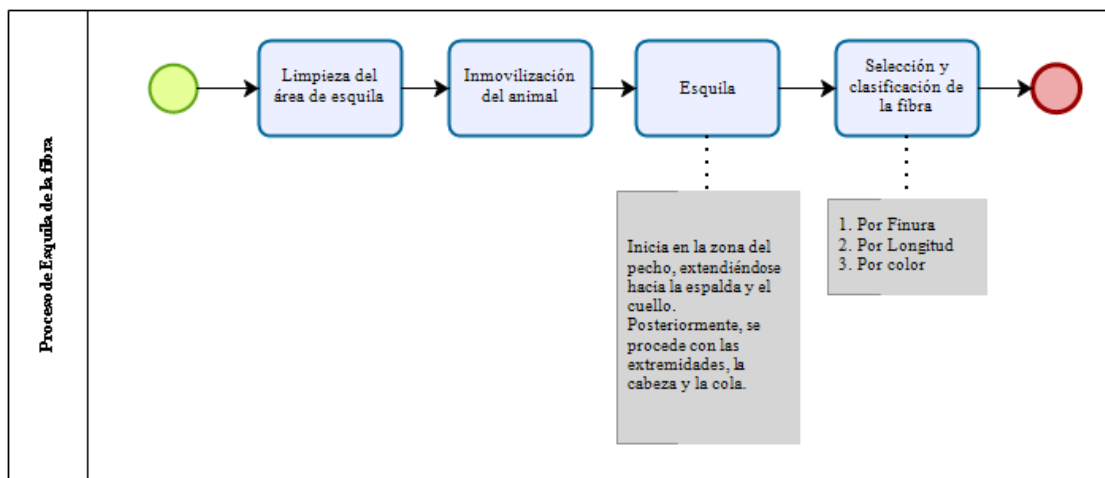 Proceso de Esquila de la fibra
Limpieza del
área de esquila
Inmovilización
del animal
Esquila
Selección y
clasificación de
la fibra
Inicia en la zona del
pecho, extendiéndose
hacia la espalda y el
cuello.
Posteriormente, se
procede con las
extremidades, la
cabeza y la cola.
1. Por Finura
2. Por Longitud
3. Por color